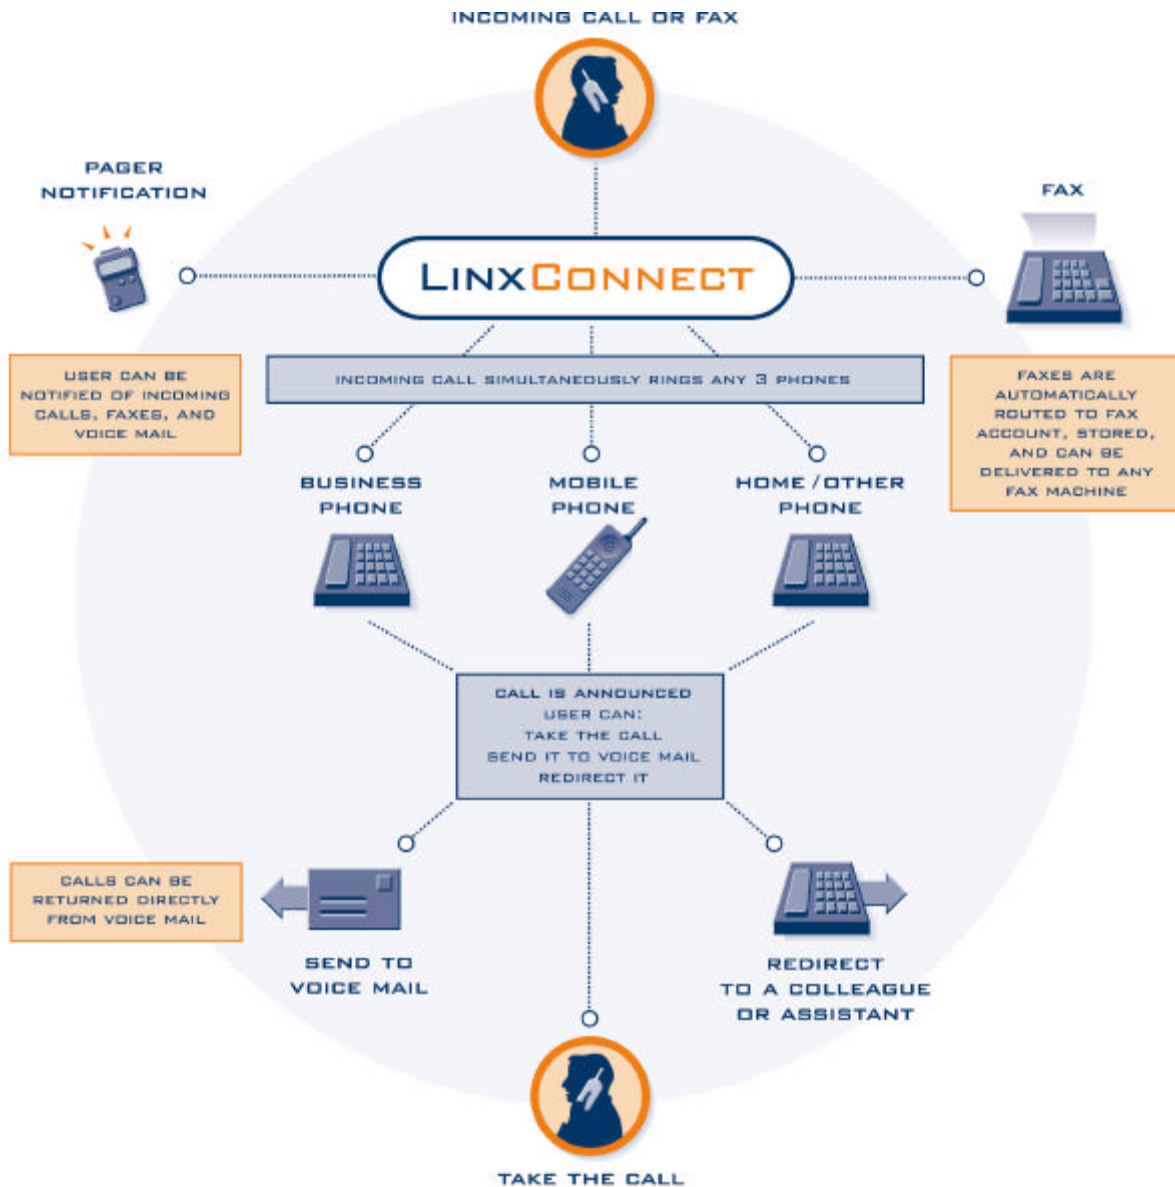 INCOMING CALL OR FAX
PAGER
NOTIFICATION
FAX
LINXCONNECT
USER CAN BE
NOTIFIED OF INCOMING
CALLS, FAXES, AND
VOICE MAIL
INCOMING CALL SIMULTANEOUSLY RINGS ANY 3 PHONES
FAXES ARE
AUTOMATICALLY
ROUTED TO FAX
ACCOUNT, STORED,
AND CAN BE
DELIVERED TO ANY
FAX MACHINE
BUSINESS
PHONE
MOBILE
PHONE
HOME/OTHER
PHONE
CALL IS ANNOUNCED
USER CAN:
TAKE THE CALL
SEND IT TO VOICE MAIL
REDIRECT IT
CALLS CAN BE
RETURNED DIRECTLY
FROM VOICE MAIL
SEND TO
VOICE MAIL
REDIRECT
TO A COLLEAGUE
OR ASSISTANT
TAKE THE CALL